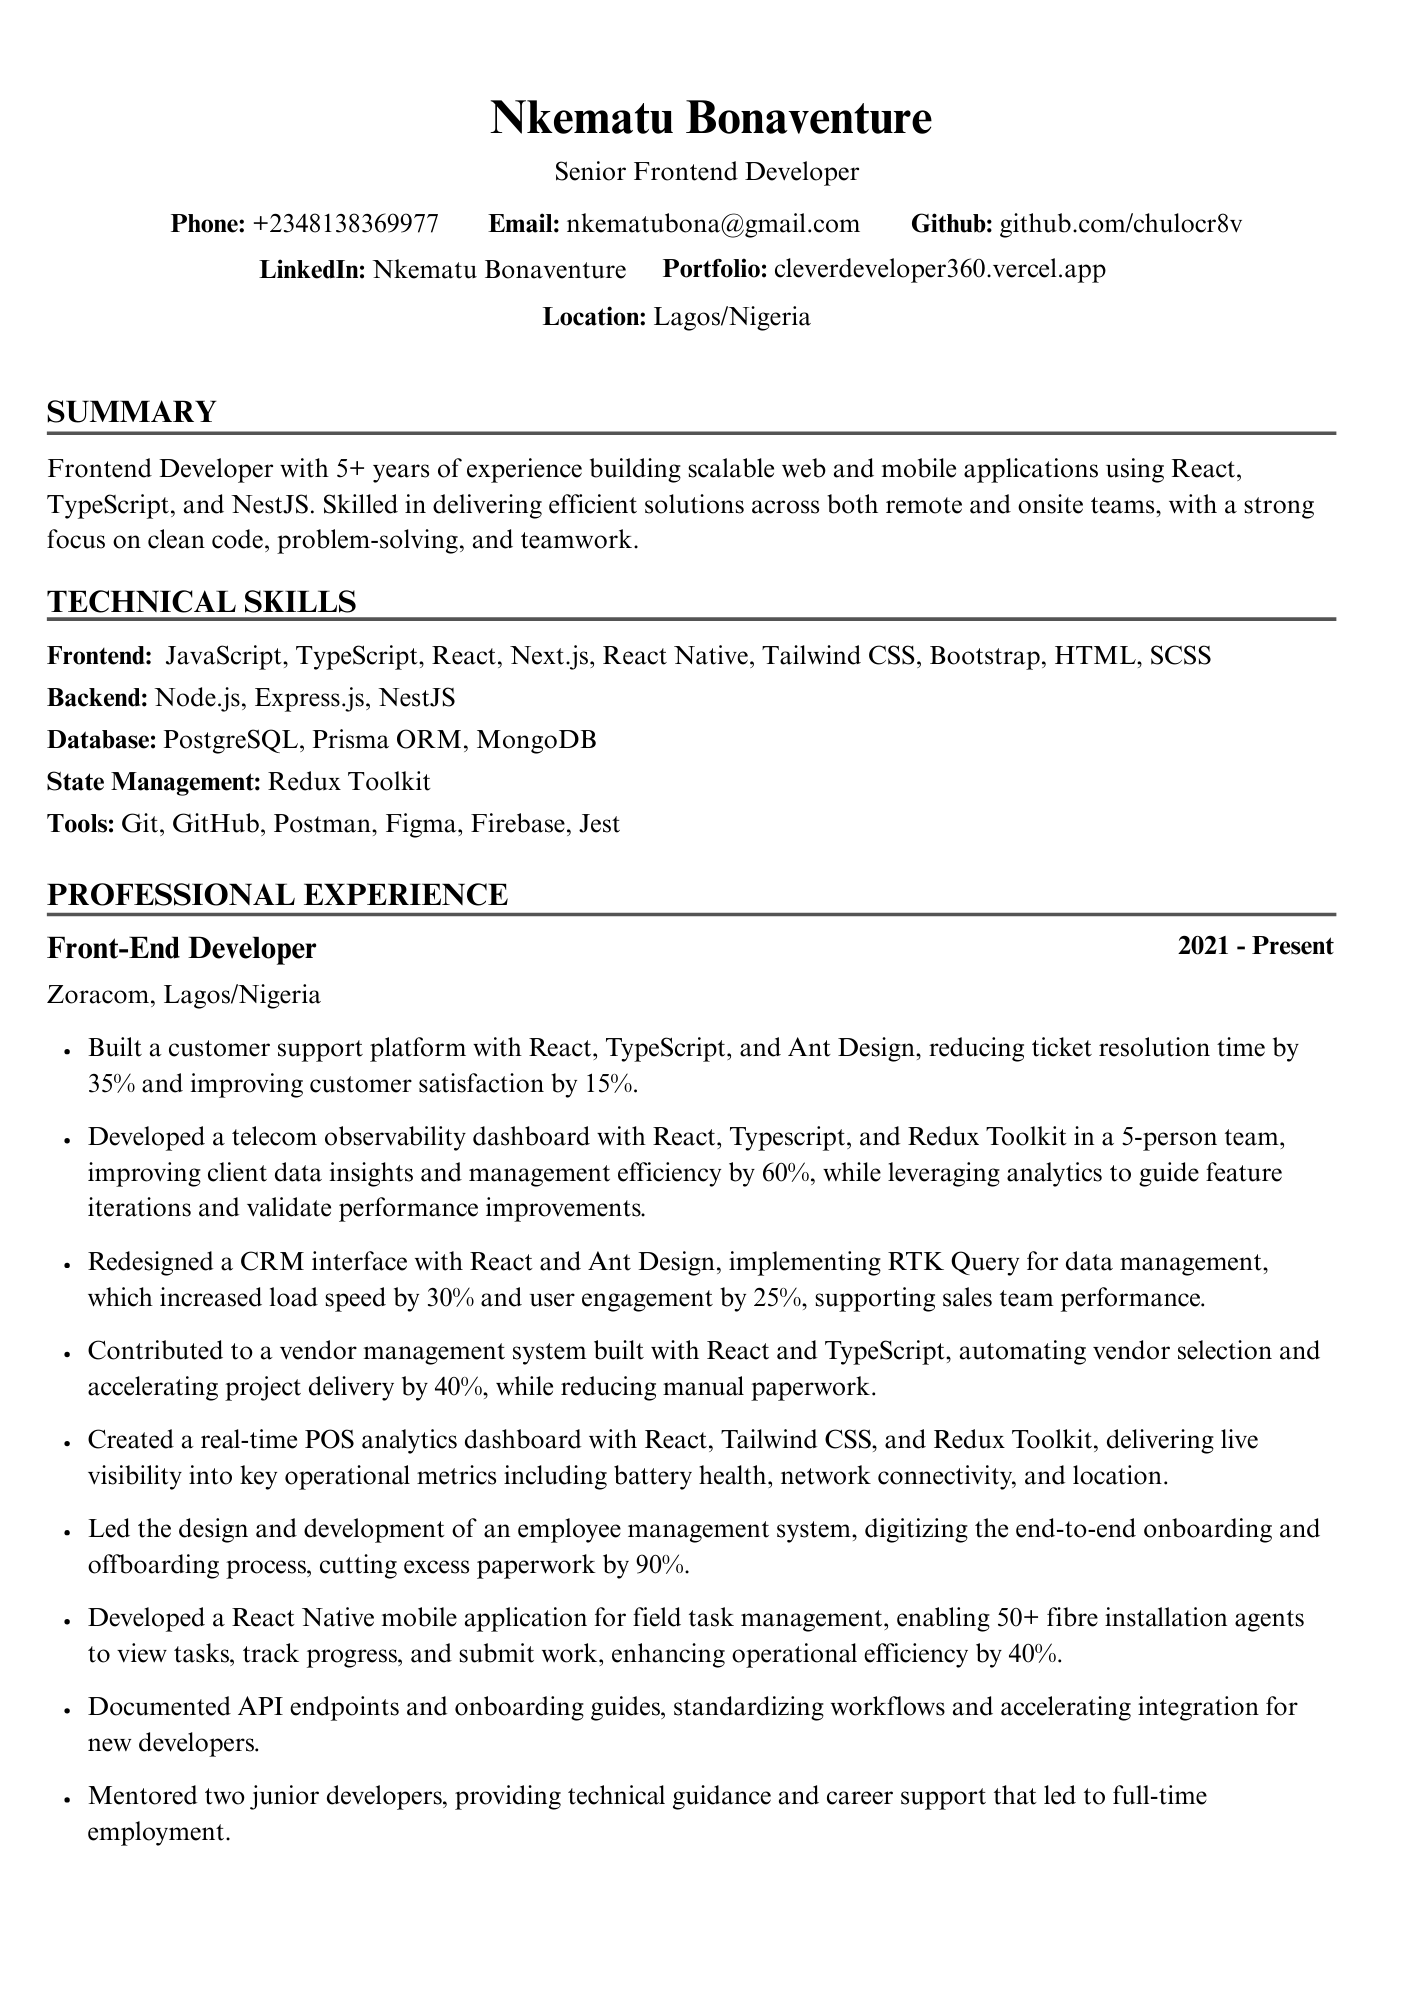 Nkematu Bonaventure
Senior Frontend Developer
Phone: +2348138369977 Email: nkematubona@gmail.com Github: github.com/chulocr8v
LinkedIn: Nkematu Bonaventure Portfolio: cleverdeveloper360.vercel.app
Location: Lagos/Nigeria
SUMMARY
Frontend Developer with 5+ years of experience building scalable web and mobile applications using React,
TypeScript, and NestJS. Skilled in delivering efficient solutions across both remote and onsite teams, with a strong
focus on clean code, problem-solving, and teamwork.
TECHNICAL SKILLS
Frontend: JavaScript, TypeScript, React, Next.js, React Native, Tailwind CSS, Bootstrap, HTML, SCSS
Backend: Node.js, Express.js, NestJS
Database: PostgreSQL, Prisma ORM, MongoDB
State Management: Redux Toolkit
Tools: Git, GitHub, Postman, Figma, Firebase, Jest
PROFESSIONAL EXPERIENCE
Front-End Developer 2021 - Present
Zoracom, Lagos/Nigeria
• Built a customer support platform with React, TypeScript, and Ant Design, reducing ticket resolution time by
35% and improving customer satisfaction by 15%.
• Developed a telecom observability dashboard with React, Typescript, and Redux Toolkit in a 5-person team,
improving client data insights and management efficiency by 60%, while leveraging analytics to guide feature
iterations and validate performance improvements.
• Redesigned a CRM interface with React and Ant Design, implementing RTK Query for data management,
which increased load speed by 30% and user engagement by 25%, supporting sales team performance.
• Contributed to a vendor management system built with React and TypeScript, automating vendor selection and
accelerating project delivery by 40%, while reducing manual paperwork.
• Created a real-time POS analytics dashboard with React, Tailwind CSS, and Redux Toolkit, delivering live
visibility into key operational metrics including battery health, network connectivity, and location.
• Led the design and development of an employee management system, digitizing the end-to-end onboarding and
offboarding process, cutting excess paperwork by 90%.
• Developed a React Native mobile application for field task management, enabling 50+ fibre installation agents
to view tasks, track progress, and submit work, enhancing operational efficiency by 40%.
• Documented API endpoints and onboarding guides, standardizing workflows and accelerating integration for
new developers.
• Mentored two junior developers, providing technical guidance and career support that led to full-time
employment.